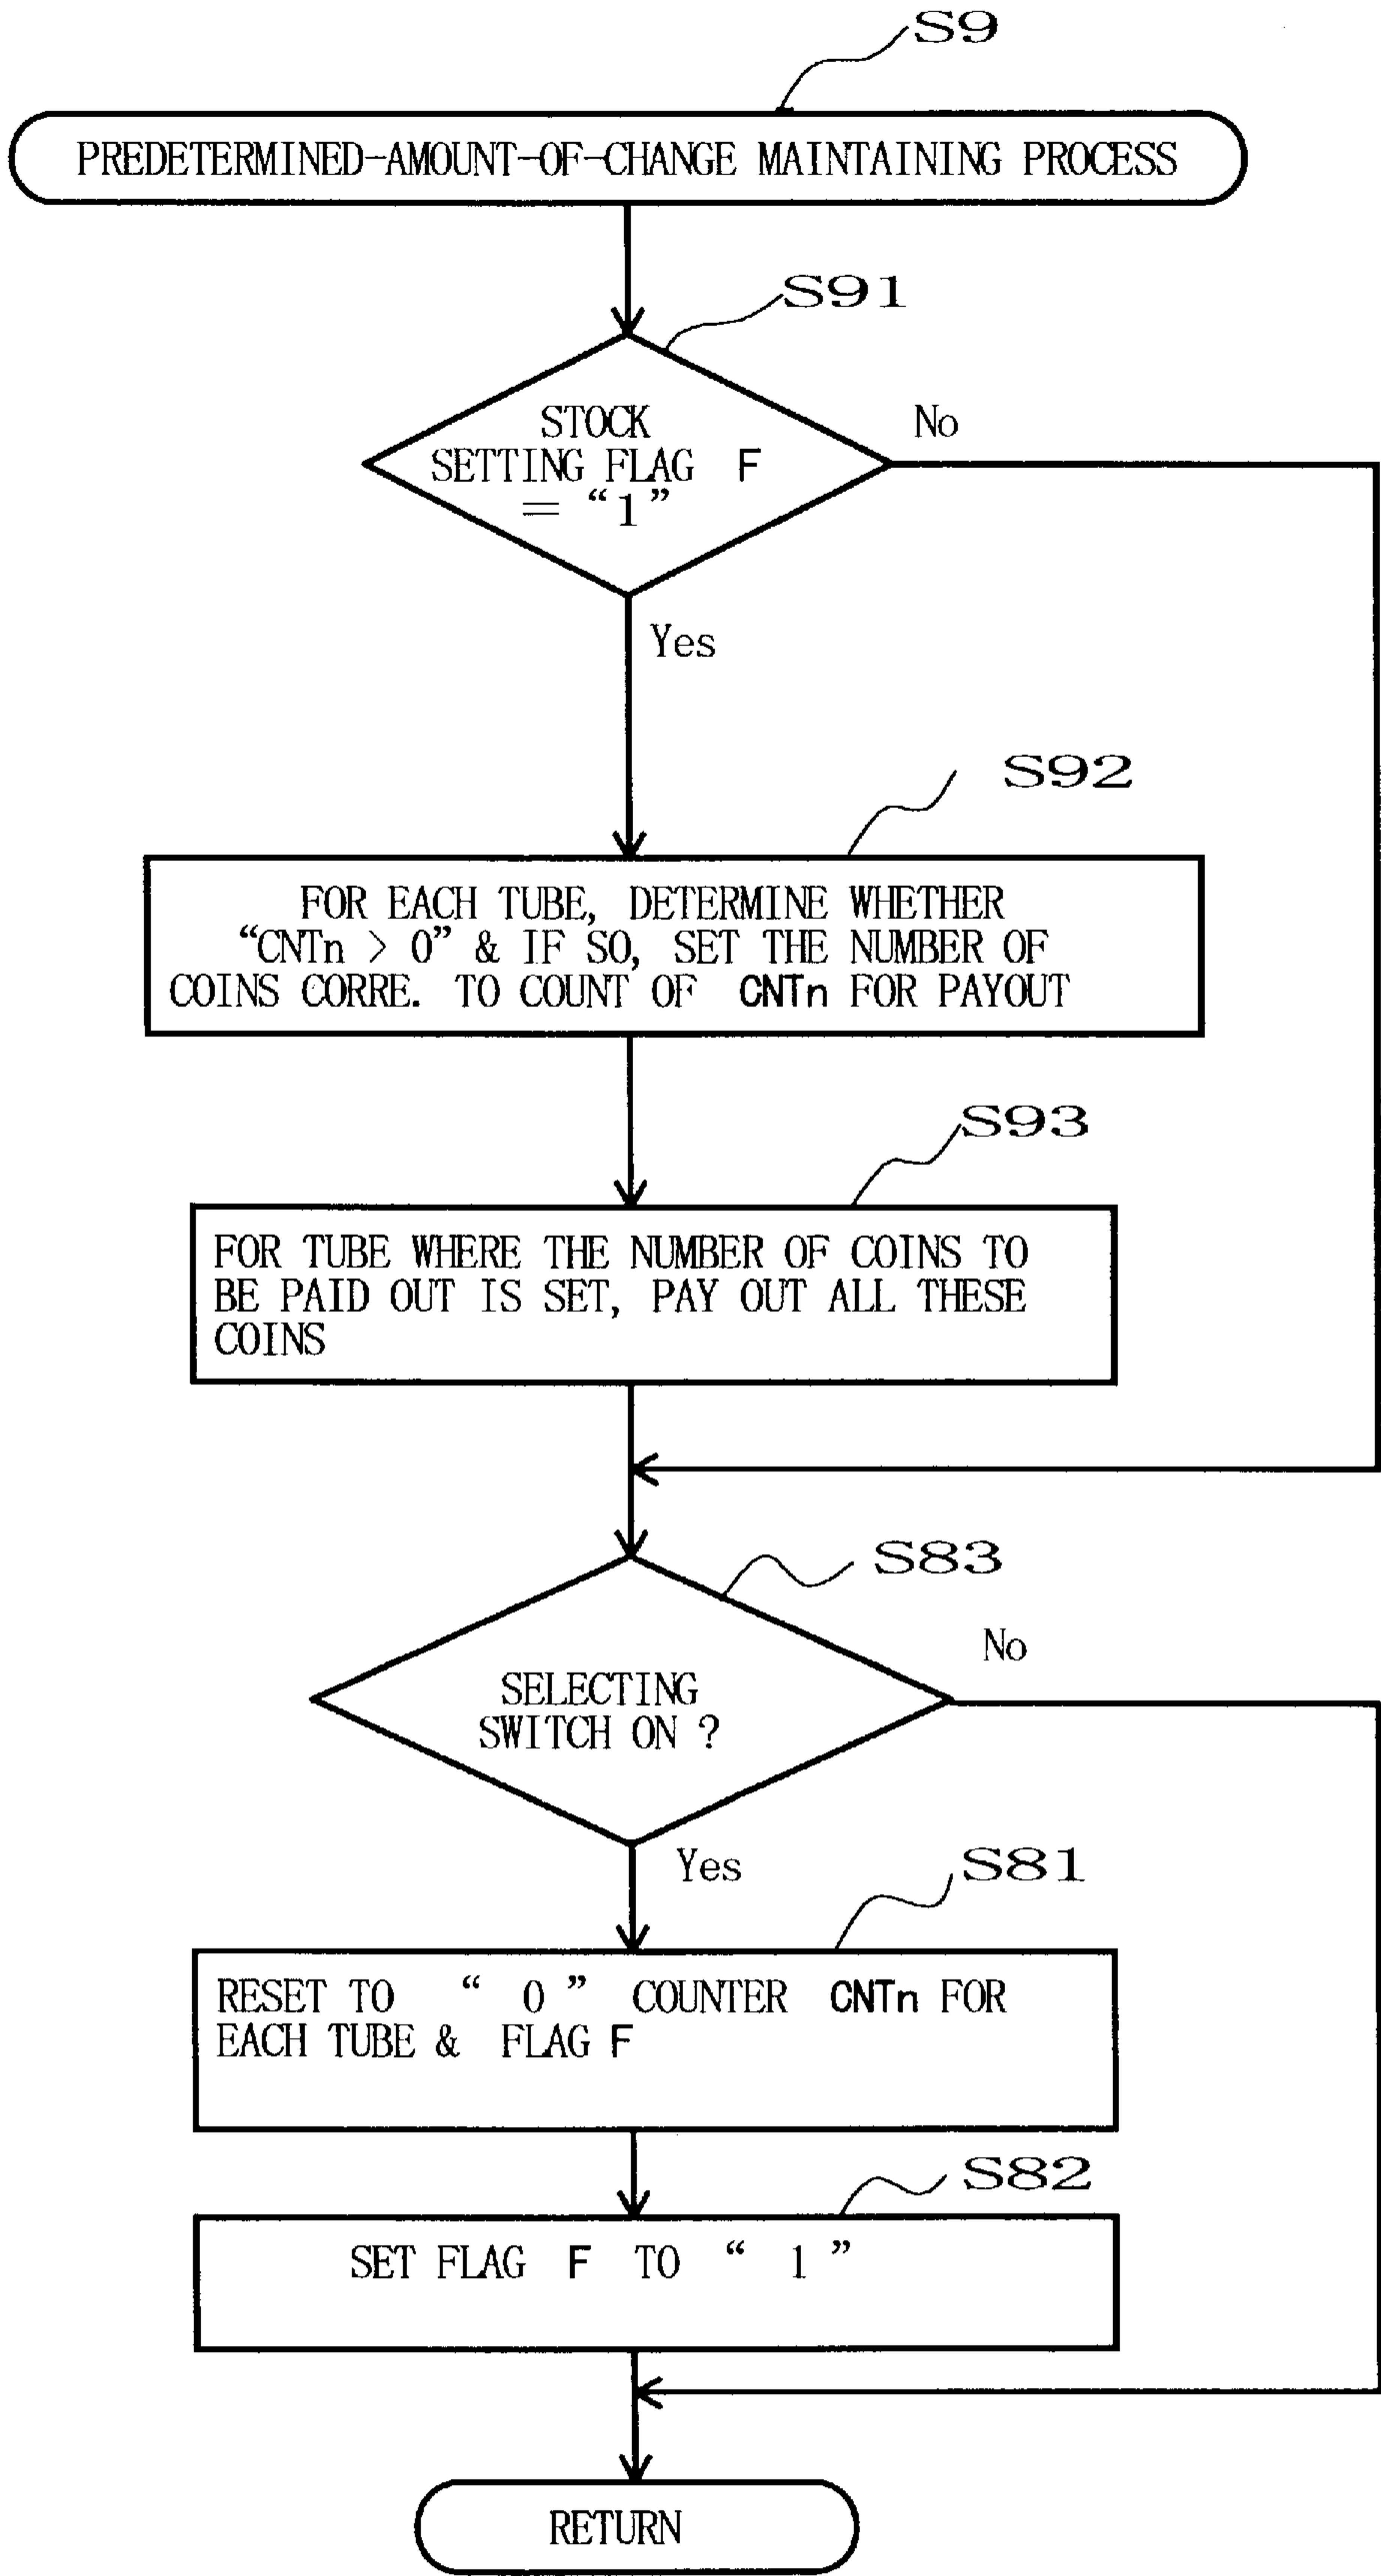 S9
PREDETERMINED-AMOUNT-OF-CHANGE MAINTAINING PROCESS
S91
STOCK
SETTING FLAG F
= “1”
No
Yes
S92
FOR EACH TUBE, DETERMINE WHETHER
“CNTn > 0” & IF SO, SET THE NUMBER OF
COINS CORRE. TO COUNT OF CNTn FOR PAYOUT
S93
FOR TUBE WHERE THE NUMBER OF COINS TO
BE PAID OUT IS SET, PAY OUT ALL THESE
COINS
S83
SELECTING
SWITCH ON ?
No
Yes
S81
RESET TO “ 0 ” COUNTER CNTn FOR
EACH TUBE & FLAG F
S82
SET FLAG F TO “ 1 ”
RETURN